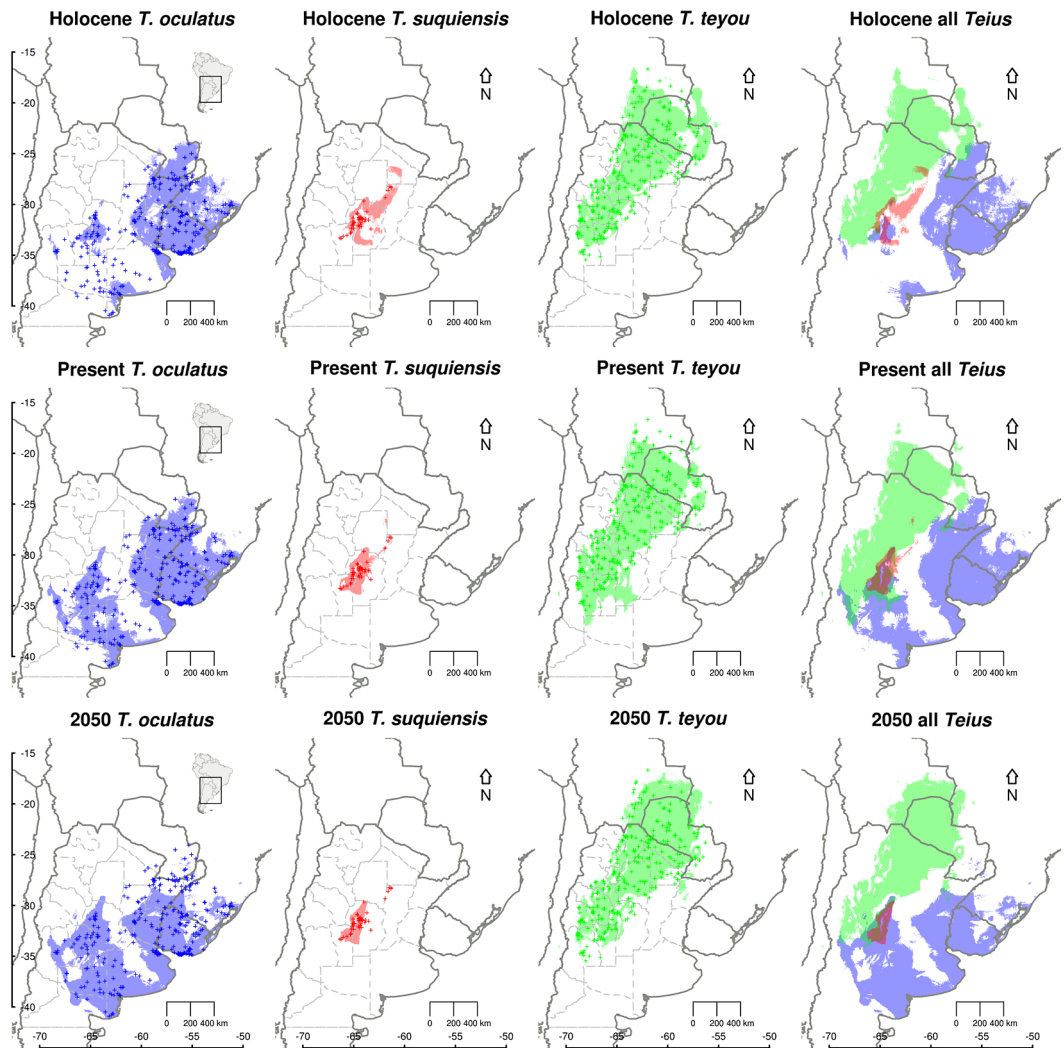 Holocene T. oculatus
Holocene T. suquiensis
Holocene T. teyou
Holocene all Teius
-15
-20
-25
-30
-35
-40
N
N
N
0 200 400 km
0 200 400 km
0 200 400 km
0 200 400 km
Present T. oculatus
Present T. suquiensis
Present T. teyou
Present all Teius
-15
-20
-25
-30
-35
-40
N
N
N
0 200 400 km
0 200 400 km
0 200 400 km
0 200 400 km
2050 T. oculatus
2050 T. suquiensis
2050 T. teyou
2050 all Teius
-15
-20
-25
-30
-35
-40
N
N
N
0 200 400 km
0 200 400 km
0 200 400 km
0 200 400 km
-70 -65 -60 -55 -50
-70 -65 -60 -55 -50
-70 -65 -60 -55 -50
-70 -65 -60 -55 -50